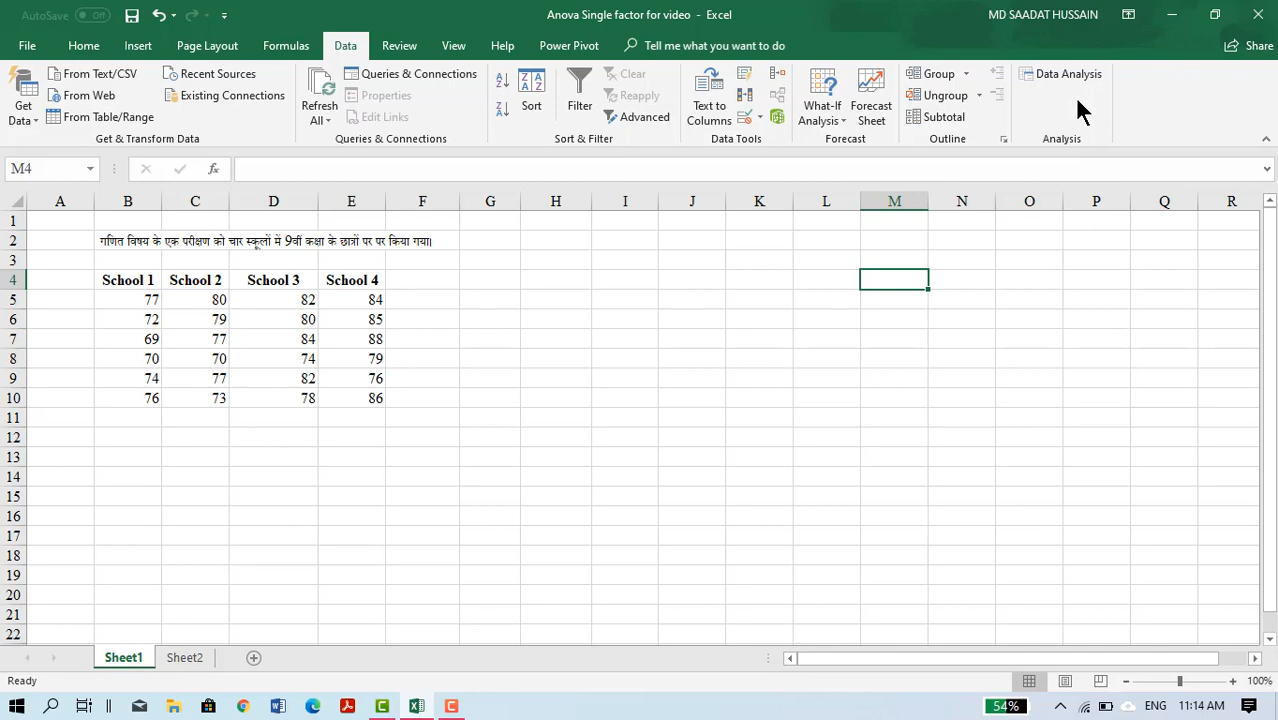 AutoSave Off Anova Single factor for video - Excel MD SAADAT HUSSAIN
File Home Insert Page Layout Formulas Data Review View Help Power Pivot Tell me what you want to do Share
From Text/CSV Recent Sources Queries & Connections Clear Group Data Analysis
From Web Existing Connections Properties Reapply Ungroup
From Table/Range Edit Links Advanced Subtotal
Get Data Refresh All Sort Filter Text to Columns What-If Analysis Forecast Sheet
Get & Transform Data Queries & Connections Sort & Filter Data Tools Forecast Outline Analysis
M4 fx
A B C D E F G H I J K L M N O P Q R
1
2 गणित विषय के एक परीक्षण को चार स्कूलों में 9वीं कक्षा के छात्रों पर पर किया गया।
3
4 School 1 School 2 School 3 School 4
5 77 80 82 84
6 72 79 80 85
7 69 77 84 88
8 70 70 74 79
9 74 77 82 76
10 76 73 78 86
11
12
13
14
15
16
17
18
19
20
21
22
Sheet1 Sheet2
Ready 100%
54% 11:14 AM